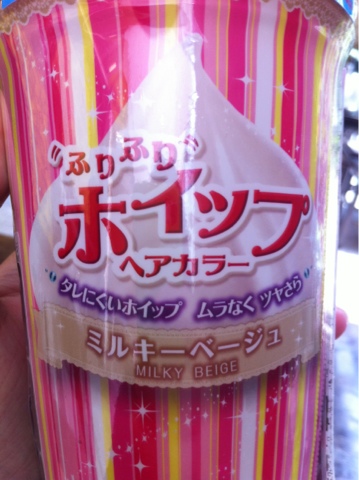 ふりふり
ホイップ
ヘアカラー
タレにくいホイップ ムラなく ツヤさら
ミルキーベージュ
MILKY BEIGE